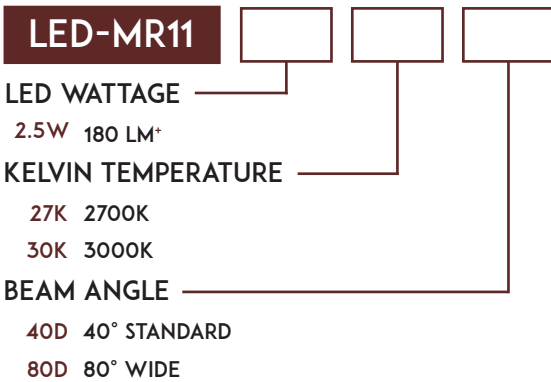 LED-MR11
LED WATTAGE
2.5W 180 LM⁺
KELVIN TEMPERATURE
27K 2700K
30K 3000K
BEAM ANGLE
40D 40° STANDARD
80D 80° WIDE